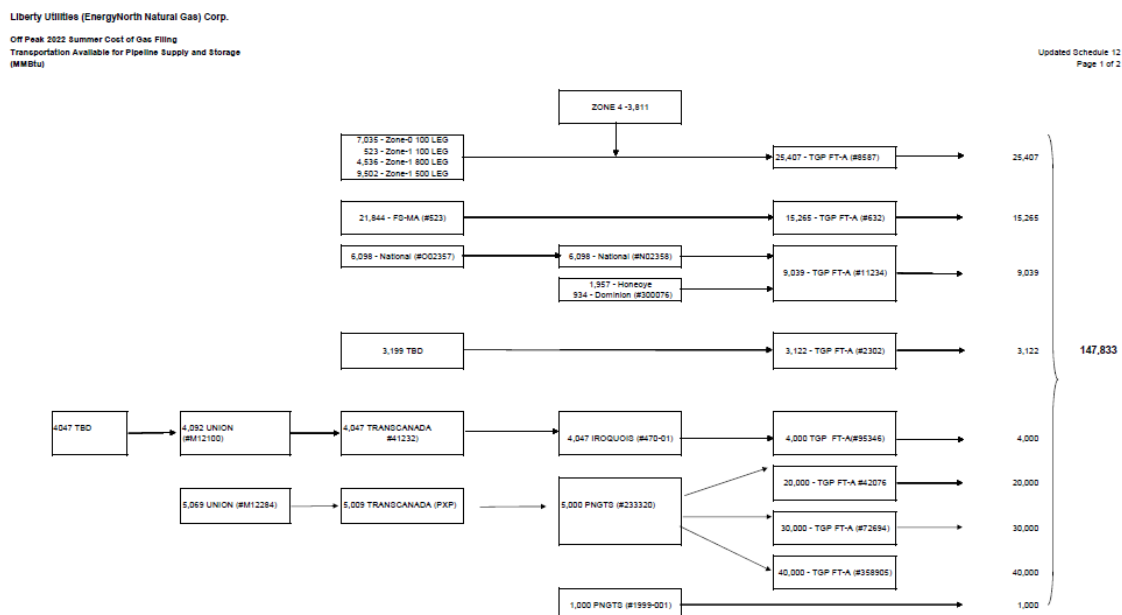 Liberty Utilities (EnergyNorth Natural Gas) Corp.
Off Peak 2022 Summer Cost of Gas Filing
Transportation Available for Pipeline Supply and Storage
(MMBtu)
Updated Schedule 12
Page 1 of 2
ZONE 4 -3,811
7,035 - Zone-0 100 LEG
523 - Zone-1 100 LEG
4,536 - Zone-1 800 LEG
9,502 - Zone-1 500 LEG
25,407 - TGP FT-A (#8587)
25,407
21,844 - FS-MA (#523)
15,265 - TGP FT-A (#632)
15,265
6,098 - National (#O02357)
6,098 - National (#N02358)
9,039 - TGP FT-A (#11234)
9,039
1,957 - Honeoye
934 - Dominion (#300076)
3,199 TBD
3,122 - TGP FT-A (#2302)
3,122
147,833
4047 TBD
4,092 UNION
(#M12100)
4,047 TRANSCANADA
#41232
4,047 IROQUOIS (#470-01)
4,000 TGP FT-A(#95346)
4,000
20,000 - TGP FT-A #42076
20,000
5,069 UNION (#M12284)
5,009 TRANSCANADA (PXP)
5,000 PNGTS (#233320)
30,000 - TGP FT-A (#72694)
30,000
40,000 - TGP FT-A (#358905)
40,000
1,000 PNGTS (#1999-001)
1,000